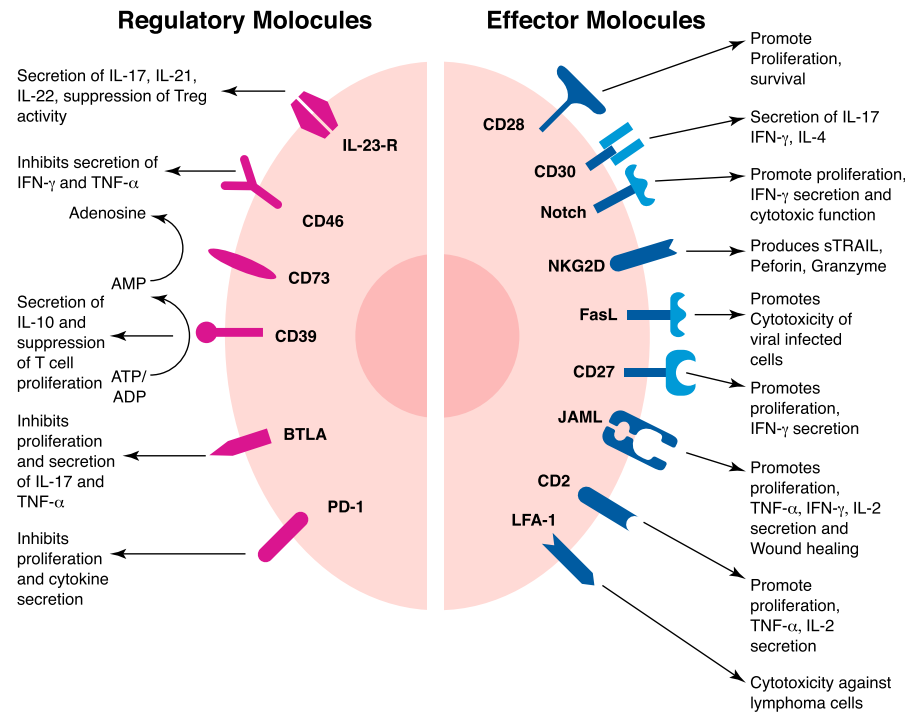 Regulatory Molocules
Effector Molecules
Secretion of IL-17, IL-21,
IL-22, suppression of Treg
activity
IL-23-R
Inhibits secretion of
IFN-γ and TNF-α
CD46
Adenosine
AMP
CD73
Secretion of
IL-10 and
suppression
of T cell
proliferation
ATP/
ADP
CD39
Inhibits
proliferation
and secretion
of IL-17 and
TNF-α
BTLA
Inhibits
proliferation
and cytokine
secretion
PD-1
CD28
Promote
Proliferation,
survival
CD30
Secretion of IL-17
IFN-γ, IL-4
Notch
Promote proliferation,
IFN-γ secretion and
cytotoxic function
NKG2D
Produces sTRAIL,
Peforin, Granzyme
FasL
Promotes
Cytotoxicity of
viral infected
cells
CD27
Promotes
proliferation,
IFN-γ secretion
JAML
Promotes
proliferation,
TNF-α, IFN-γ, IL-2
secretion and
Wound healing
CD2
Promote
proliferation,
TNF-α, IL-2
secretion
LFA-1
Cytotoxicity against
lymphoma cells